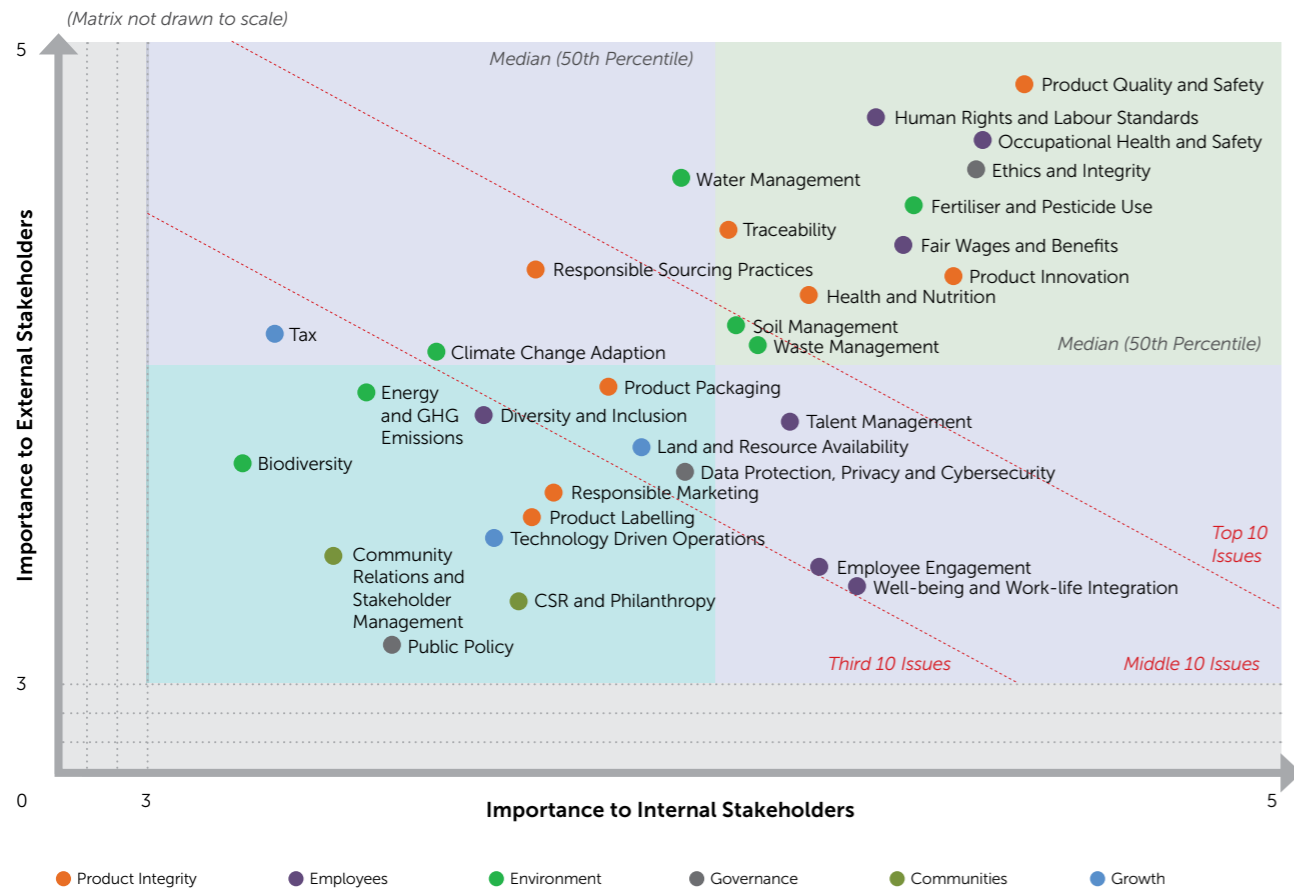 (Matrix not drawn to scale)
5
Median (50th Percentile)
Product Quality and Safety
Human Rights and Labour Standards
Occupational Health and Safety
Ethics and Integrity
Water Management
Fertiliser and Pesticide Use
Traceability
Fair Wages and Benefits
Responsible Sourcing Practices
Product Innovation
Health and Nutrition
Soil Management
Tax
Waste Management
Median (50th Percentile)
Climate Change Adaption
Product Packaging
Energy
and GHG
Emissions
Diversity and Inclusion
Talent Management
Land and Resource Availability
Biodiversity
Data Protection, Privacy and Cybersecurity
Responsible Marketing
Product Labelling
Technology Driven Operations
Top 10
Issues
Community
Relations and
Stakeholder
Management
Employee Engagement
Well-being and Work-life Integration
CSR and Philanthropy
Public Policy
Third 10 Issues
Middle 10 Issues
Importance to External Stakeholders
3
0
3
Importance to Internal Stakeholders
5
Product Integrity
Employees
Environment
Governance
Communities
Growth